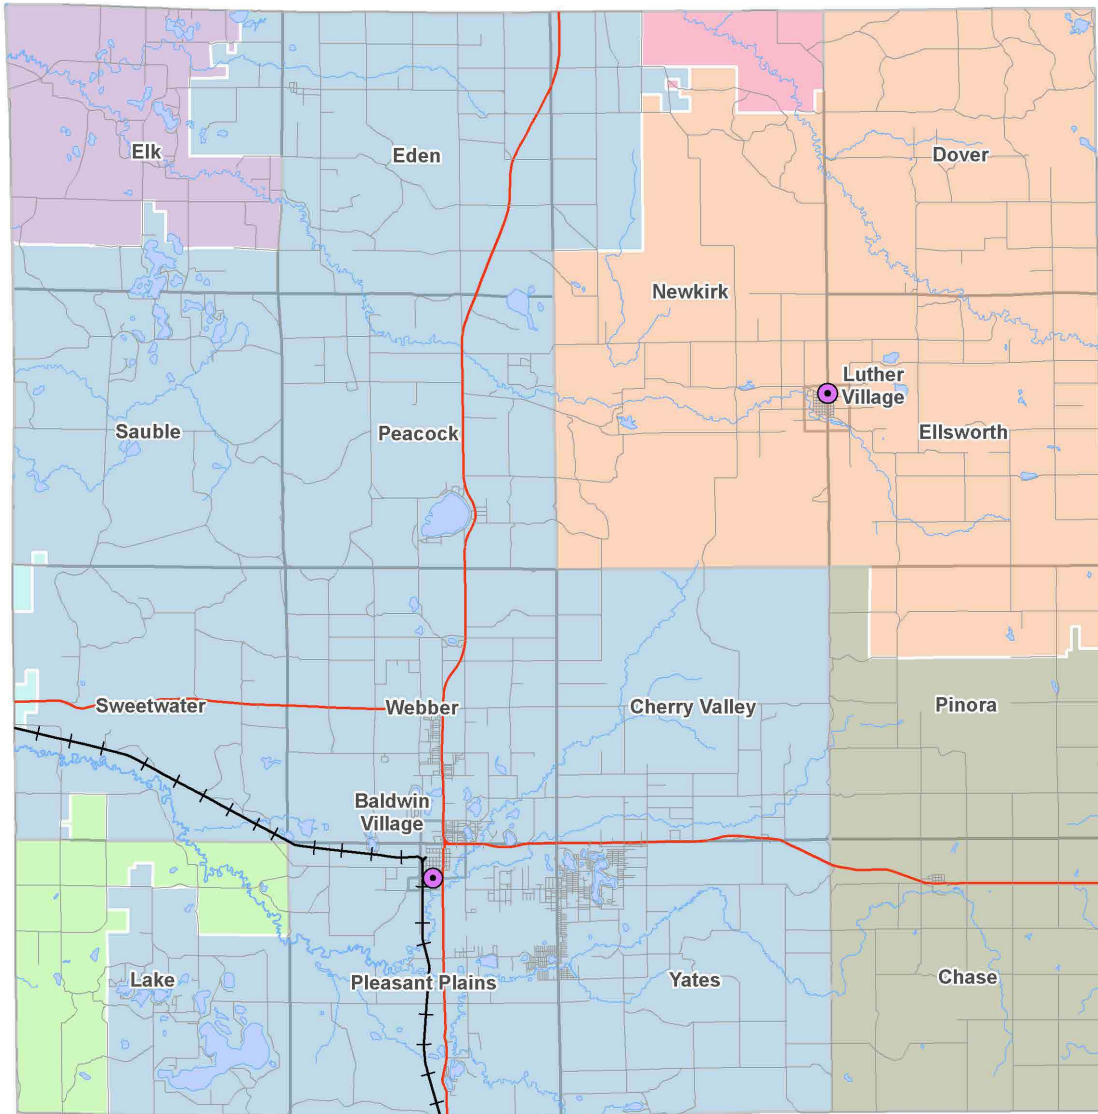 Elk
Eden
Dover
Newkirk
Luther
Village
Sauble
Peacock
Ellsworth
Sweetwater
Webber
Cherry Valley
Pinora
Baldwin
Village
Lake
Pleasant Plains
Yates
Chase